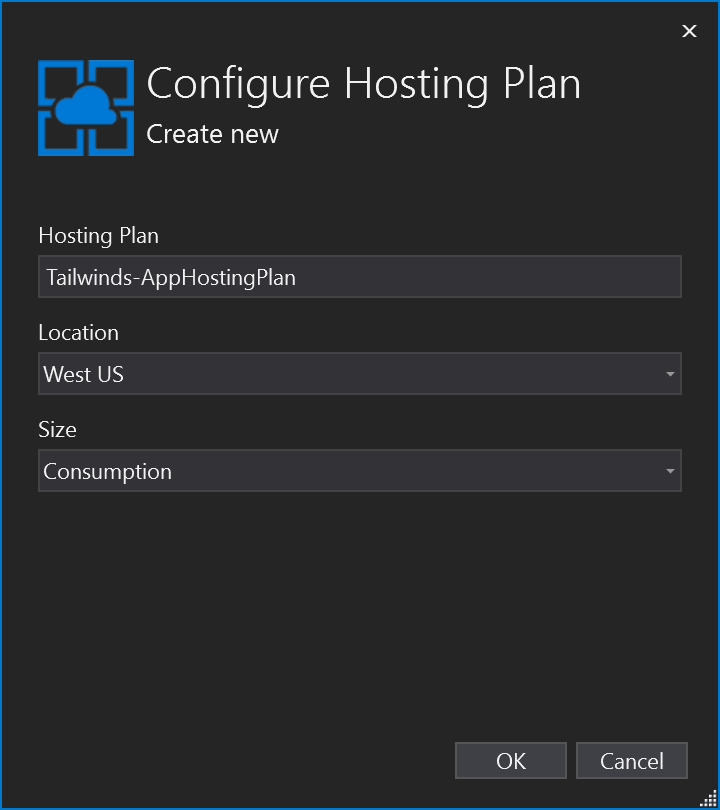 Configure Hosting Plan
Create new
Hosting Plan
Tailwinds-AppHostingPlan
Location
West US
Size
Consumption
OK
Cancel